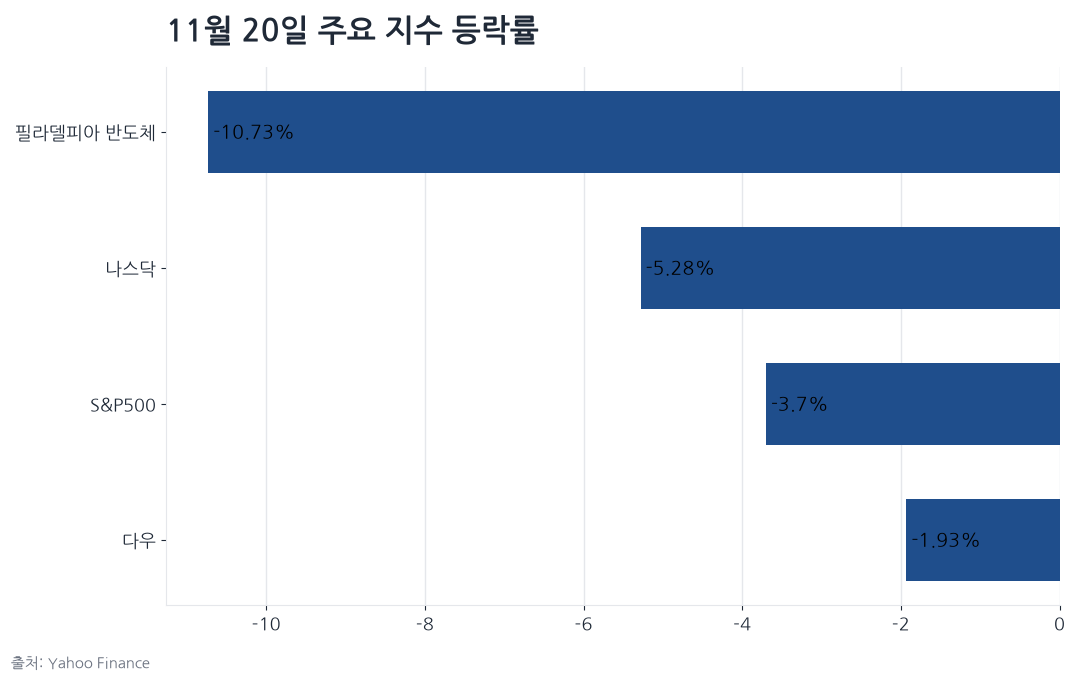 11월 20일 주요 지수 등락률
필라델피아 반도체
-10.73%
나스닥
-5.28%
S&P500
-3.7%
다우
-1.93%
-10 -8 -6 -4 -2 0
출처: Yahoo Finance